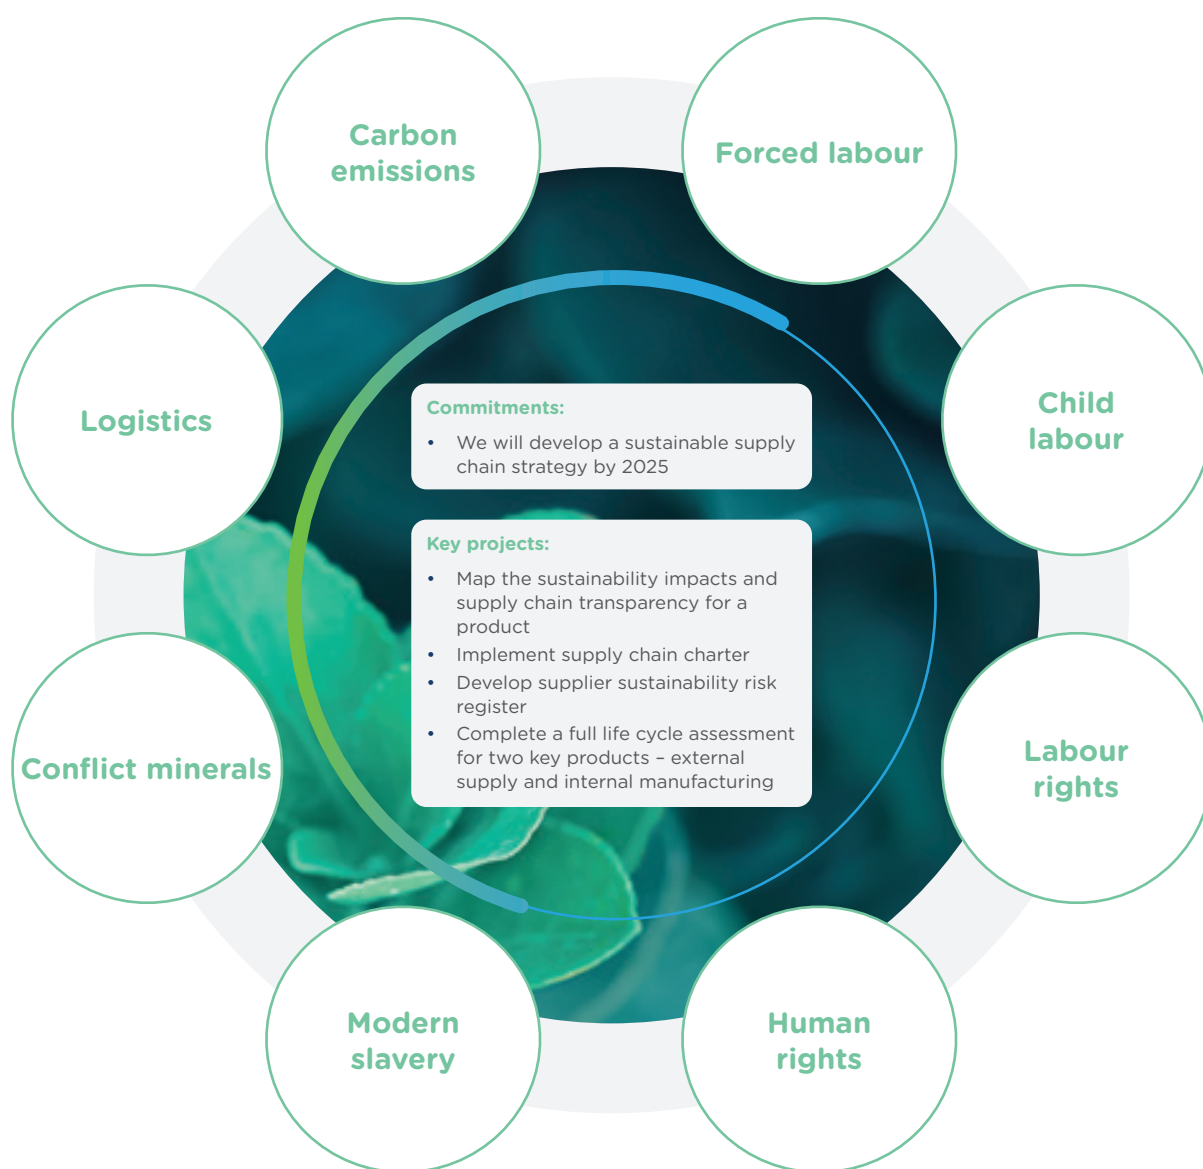 Carbon
emissions
Forced labour
Logistics
Child
labour
Commitments:
• We will develop a sustainable supply
chain strategy by 2025
Key projects:
• Map the sustainability impacts and
supply chain transparency for a
product
• Implement supply chain charter
• Develop supplier sustainability risk
register
• Complete a full life cycle assessment
for two key products – external
supply and internal manufacturing
Conflict minerals
Labour
rights
Modern
slavery
Human
rights